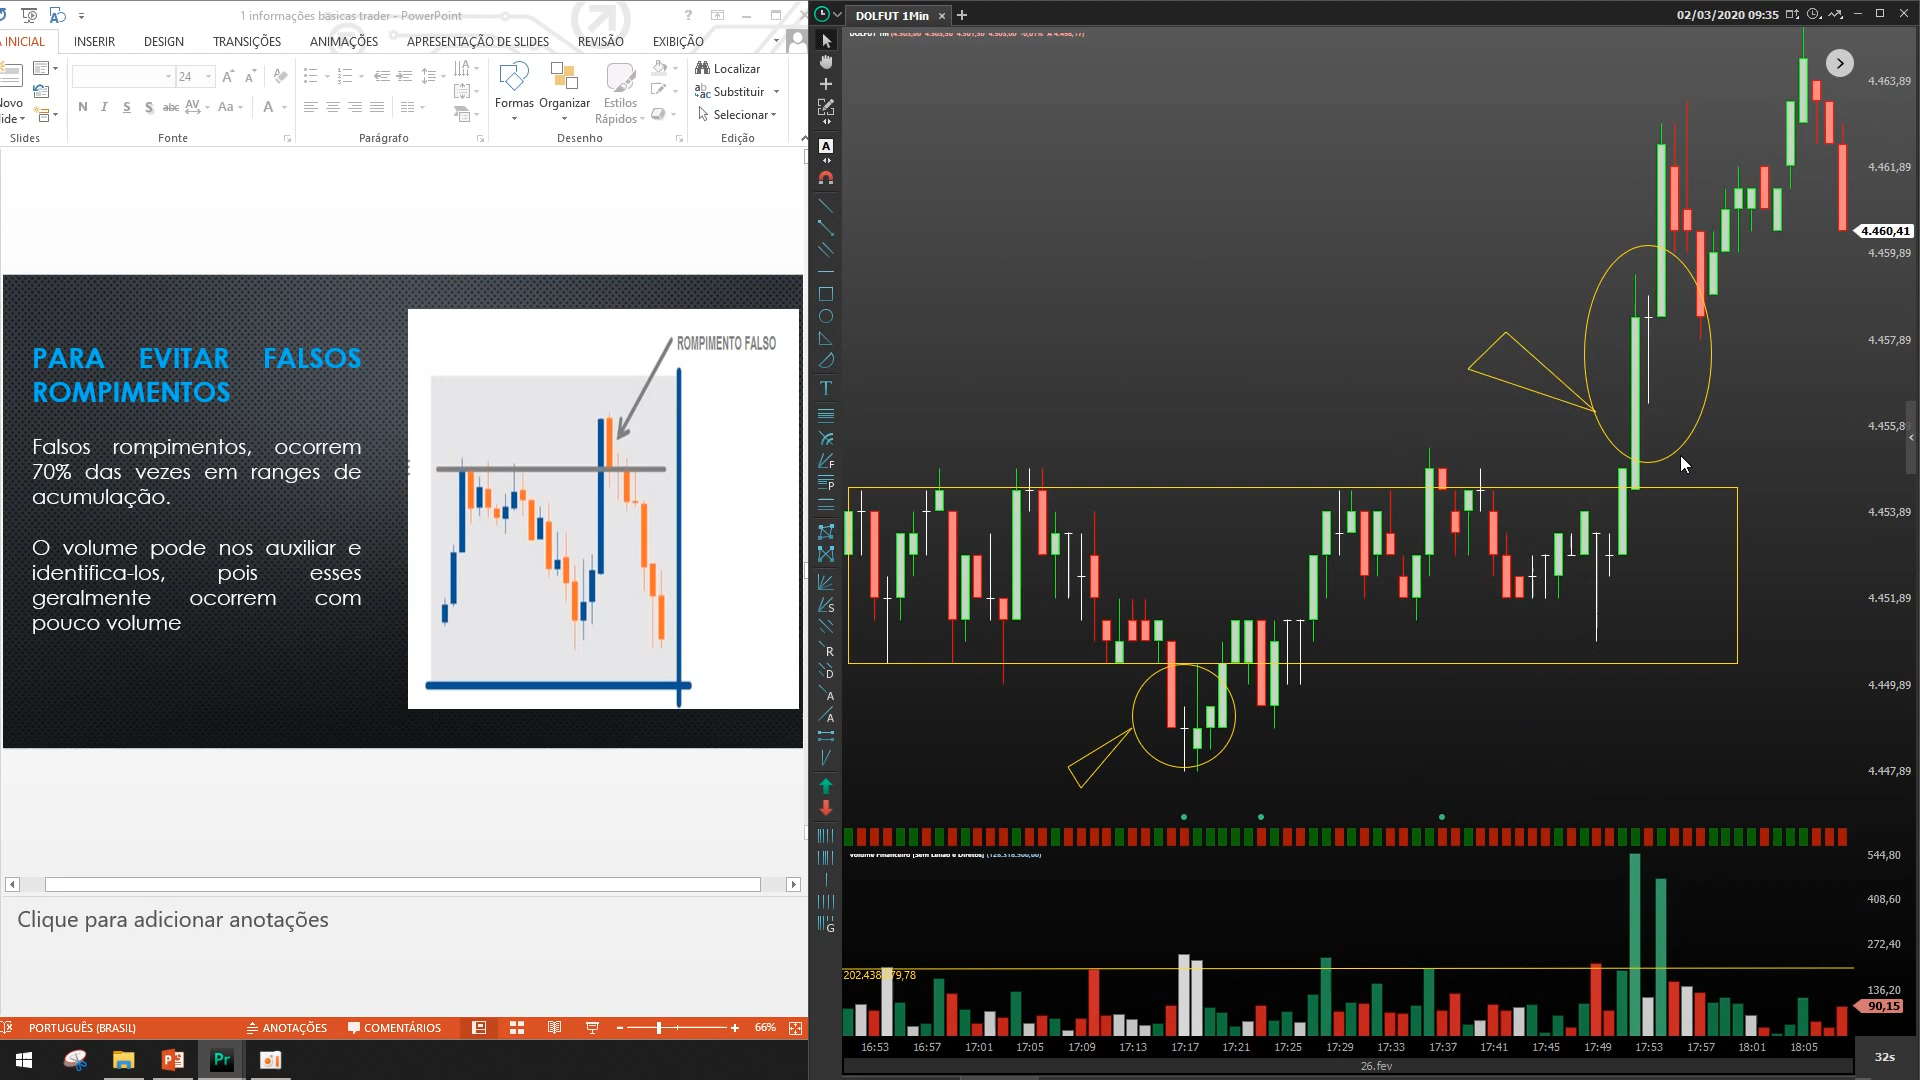 1 informações básicas trader - PowerPoint
INICIAL INSERIR DESIGN TRANSIÇÕES ANIMAÇÕES APRESENTAÇÃO DE SLIDES REVISÃO EXIBIÇÃO
24
N I S S abc AV Aa A
Formas Organizar Estilos
Rápidos
Localizar
Substituir
Selecionar
Slides Fonte Parágrafo Desenho Edição
PARA EVITAR FALSOS
ROMPIMENTOS
Falsos rompimentos, ocorrem
70% das vezes em ranges de
acumulação.
O volume pode nos auxiliar e
identifica-los, pois esses
geralmente ocorrem com
pouco volume
ROMPIMENTO FALSO
Clique para adicionar anotações
PORTUGUÊS (BRASIL) ANOTAÇÕES COMENTÁRIOS 66%
DOLFUT 1Min
02/03/2020 09:35
4.463,89
4.461,89
4.460,41
4.459,89
4.457,89
4.455,8
4.453,89
4.451,89
4.449,89
4.447,89
544,80
408,60
272,40
136,20
90,15
16:53 16:57 17:01 17:05 17:09 17:13 17:17 17:21 17:25 17:29 17:33 17:37 17:41 17:45 17:49 17:53 17:57 18:01 18:05
26.fev
32s